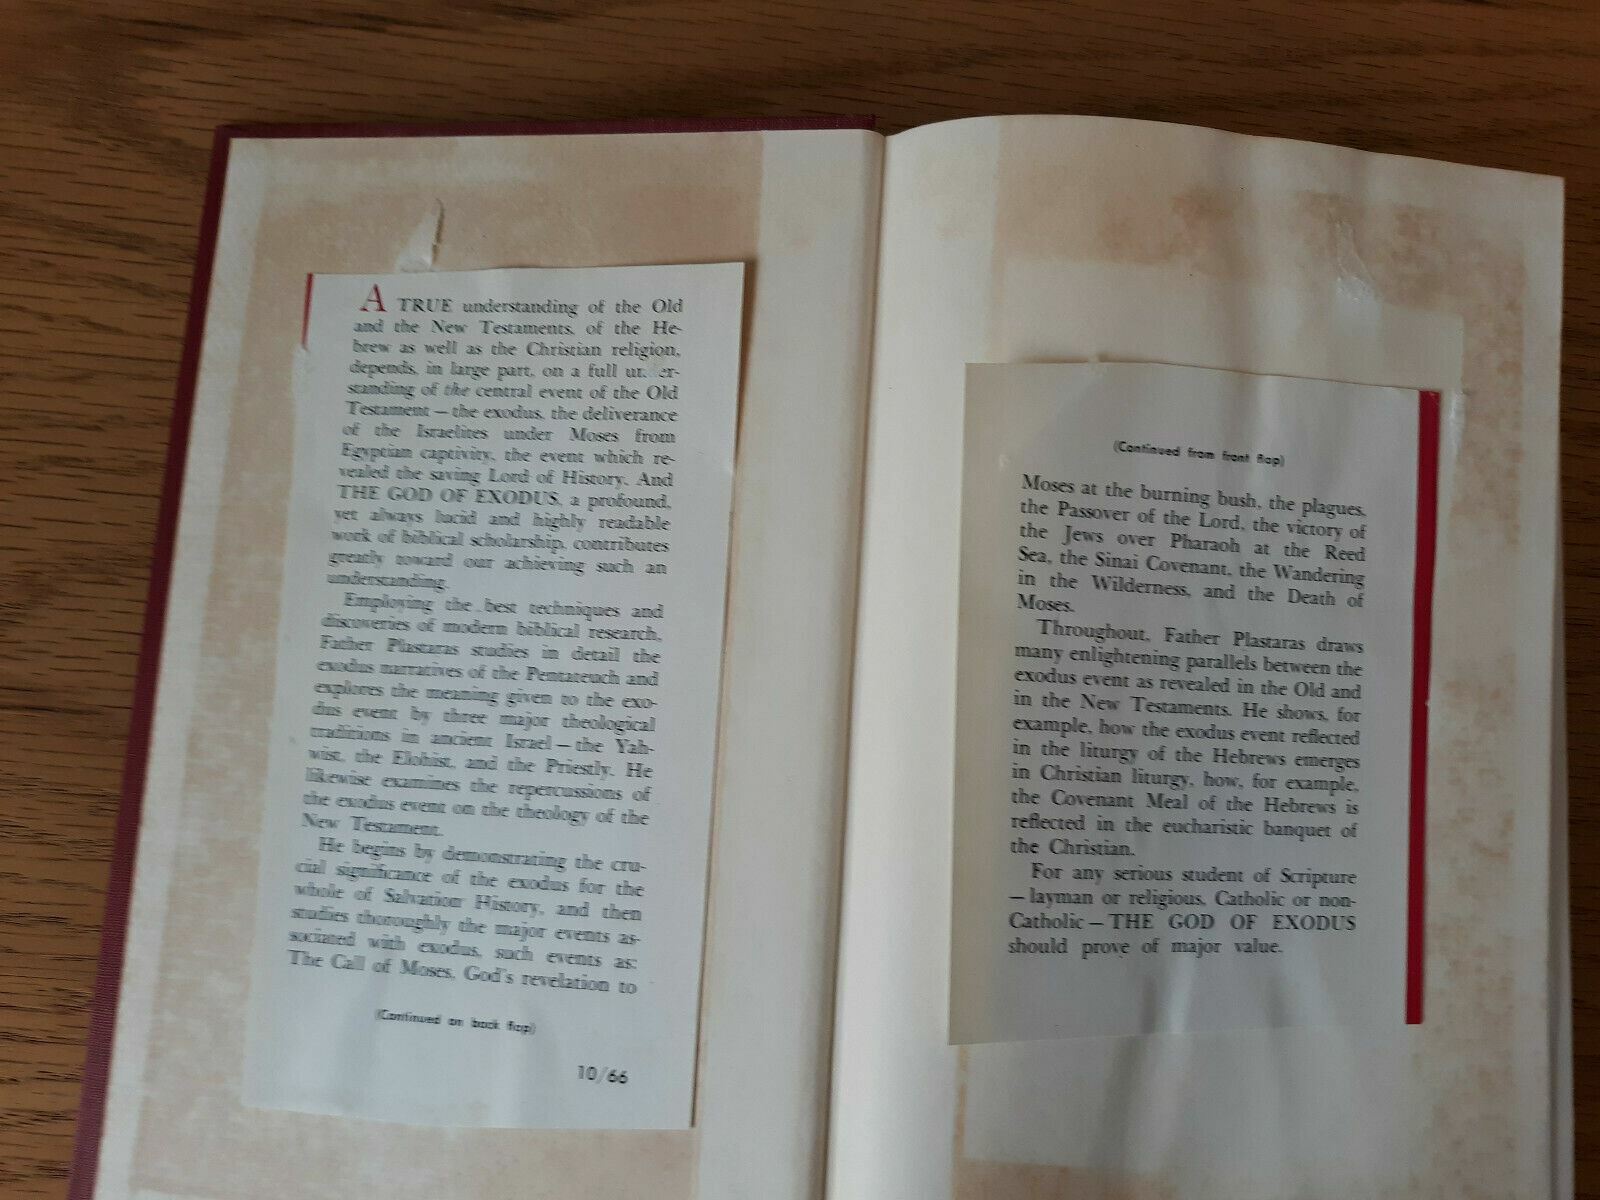 A TRUE understanding of the Old
and the New Testaments, of the He-
brew as well as the Christian religion,
depends, in large part, on a full un er-
standing of the central event of the Old
Testament — the exodus, the deliverance
of the Israelites under Moses from
Egyptian captivity, the event which re-
vealed the saving Lord of History. And
THE GOD OF EXODUS, a profound,
yet always lucid and highly readable
work of biblical scholarship, contributes
greatly toward our achieving such an
understanding.
Employing the best techniques and
discoveries of modern biblical research,
Father Plastaras studies in detail the
exodus narratives of the Pentateuch and
explores the meaning given to the exo-
dus event by three major theological
traditions in ancient Israel — the Yah-
wist, the Elohist, and the Priestly. He
likewise examines the repercussions of
the exodus event on the theology of the
New Testament.
He begins by demonstrating the cru-
cial significance of the exodus for the
whole of Salvation History, and then
studies thoroughly the major events as-
sociated with exodus, such events as:
The Call of Moses, God's revelation to
(Continued on back flap)
10/66
(Continued from front flap)
Moses at the burning bush, the plagues,
the Passover of the Lord, the victory of
the Jews over Pharaoh at the Reed
Sea, the Sinai Covenant, the Wandering
in the Wilderness, and the Death of
Moses.
Throughout, Father Plastaras draws
many enlightening parallels between the
exodus event as revealed in the Old and
in the New Testaments. He shows, for
example, how the exodus event reflected
in the liturgy of the Hebrews emerges
in Christian liturgy, how, for example,
the Covenant Meal of the Hebrews is
reflected in the eucharistic banquet of
the Christian.
For any serious student of Scripture
— layman or religious, Catholic or non-
Catholic — THE GOD OF EXODUS
should prove of major value.